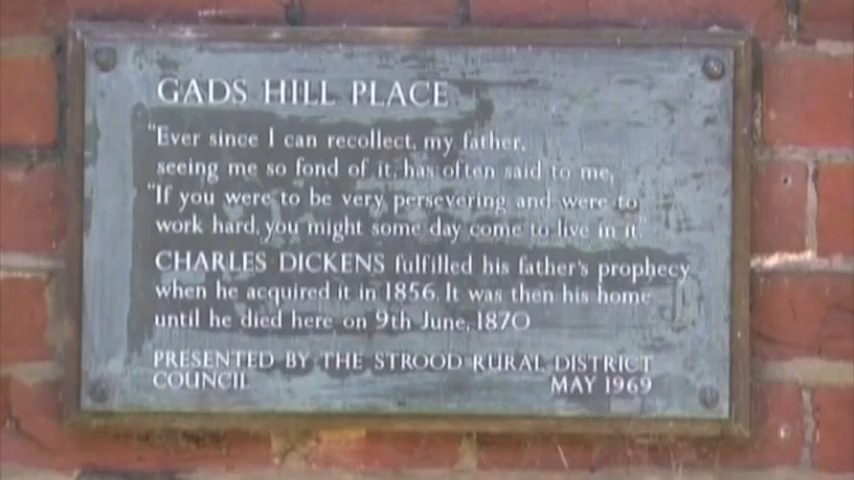 GADS HILL PLACE
"Ever since I can recollect, my father,
seeing me so fond of it, has often said to me,
"If you were to be very persevering and were to
work hard, you might some day come to live in it."
CHARLES DICKENS fulfilled his father's prophecy
when he acquired it in 1856. It was then his home
until he died here on 9th June, 1870
PRESENTED BY THE STROOD RURAL DISTRICT
COUNCIL MAY 1969